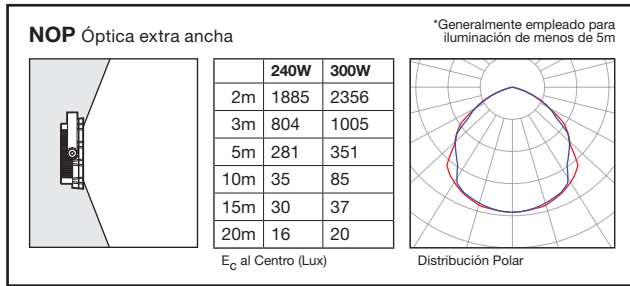 NOP Óptica extra ancha
*Generalmente empleado para
iluminación de menos de 5m
240W 300W
2m 1885 2356
3m 804 1005
5m 281 351
10m 35 85
15m 30 37
20m 16 20
EC al Centro (Lux)
Distribución Polar